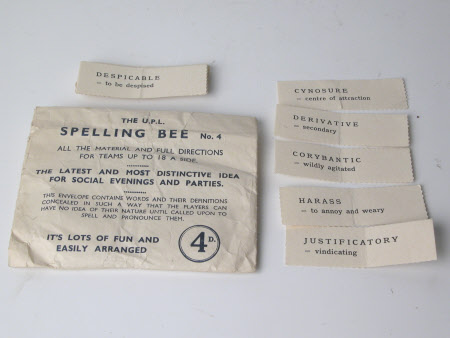 DESPICABLE
– to be despised
THE U.P.L.
SPELLING BEE No. 4
ALL THE MATERIAL AND FULL DIRECTIONS
FOR TEAMS UP TO 18 A SIDE.
THE LATEST AND MOST DISTINCTIVE IDEA
FOR SOCIAL EVENINGS AND PARTIES.
THIS ENVELOPE CONTAINS WORDS AND THEIR DEFINITIONS
CONCEALED IN SUCH A WAY THAT THE PLAYERS CAN
HAVE NO IDEA OF THEIR NATURE UNTIL CALLED UPON TO
SPELL AND PRONOUNCE THEM.
IT'S LOTS OF FUN AND
EASILY ARRANGED
4D.
CYNOSURE
– centre of attraction
DERIVATIVE
– secondary
CORYBANTIC
– wildly agitated
HARASS
– to annoy and weary
JUSTIFICATORY
– vindicating